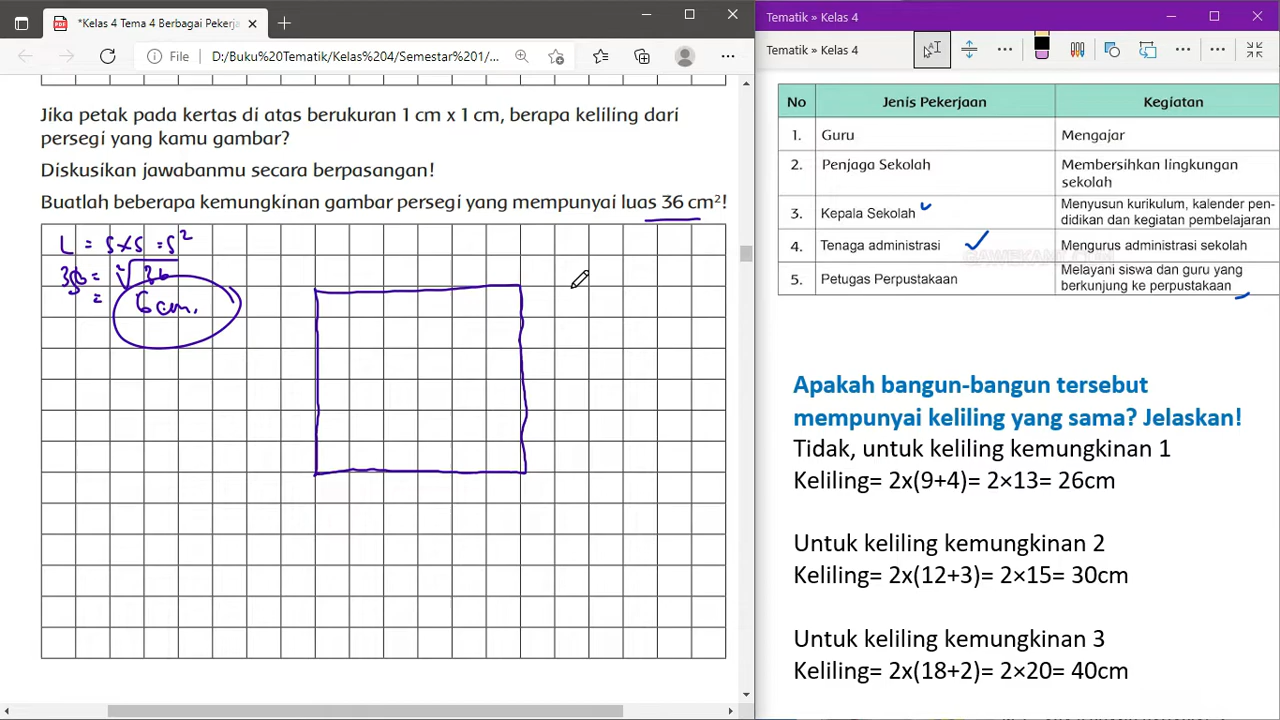 *Kelas 4 Tema 4 Berbagai Pekerja
File
D:/Buku%20Tematik/Kelas%204/Semestar%201/...
Jika petak pada kertas di atas berukuran 1 cm x 1 cm, berapa keliling dari
persegi yang kamu gambar?
Diskusikan jawabanmu secara berpasangan!
Buatlah beberapa kemungkinan gambar persegi yang mempunyai luas 36 cm²!
L = s x s = s²
36 = √36
= 6 cm.
Tematik » Kelas 4
Tematik » Kelas 4
No Jenis Pekerjaan Kegiatan
1. Guru Mengajar
2. Penjaga Sekolah Membersihkan lingkungan
sekolah
3. Kepala Sekolah Menyusun kurikulum, kalender pen-
didikan dan kegiatan pembelajaran
4. Tenaga administrasi Mengurus administrasi sekolah
5. Petugas Perpustakaan Melayani siswa dan guru yang
berkunjung ke perpustakaan
Apakah bangun-bangun tersebut
mempunyai keliling yang sama? Jelaskan!
Tidak, untuk keliling kemungkinan 1
Keliling= 2x(9+4)= 2×13= 26cm
Untuk keliling kemungkinan 2
Keliling= 2x(12+3)= 2×15= 30cm
Untuk keliling kemungkinan 3
Keliling= 2x(18+2)= 2×20= 40cm